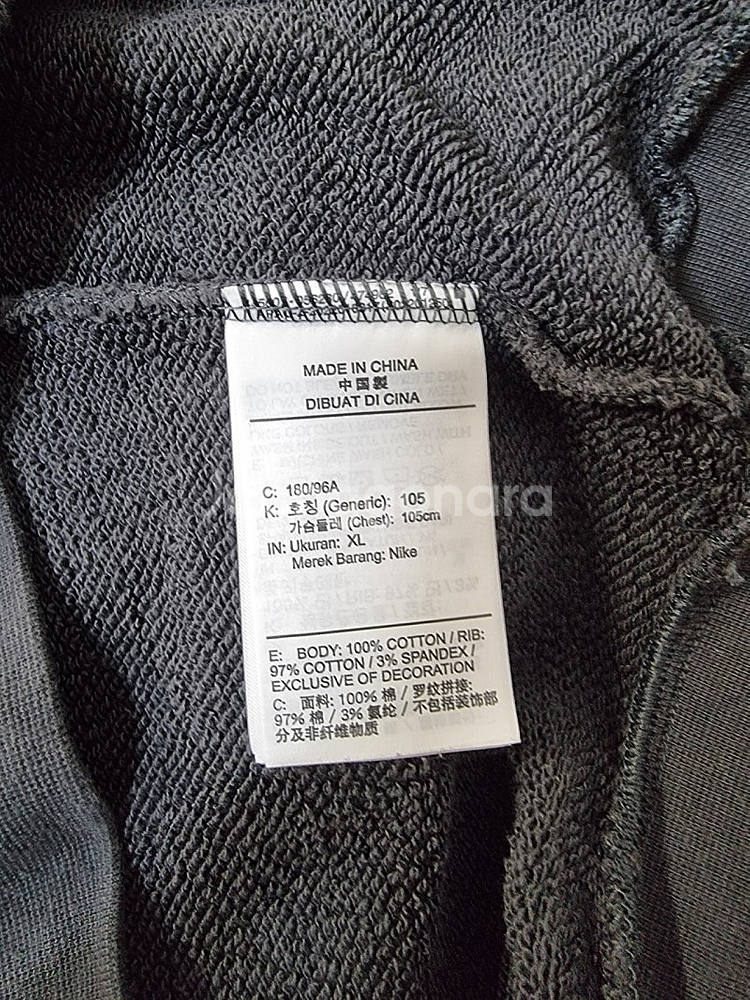 MADE IN CHINA
中国製
DIBUAT DI CINA
C: 180/96A
K: 호칭 (Generic): 105
가슴둘레 (Chest): 105cm
IN: Ukuran: XL
Merek Barang: Nike
E: BODY: 100% COTTON / RIB:
97% COTTON / 3% SPANDEX /
EXCLUSIVE OF DECORATION
C: 面料: 100% 棉 / 罗纹拼接:
97% 棉 / 3% 氨纶 / 不包括装饰部
分及非纤维物质